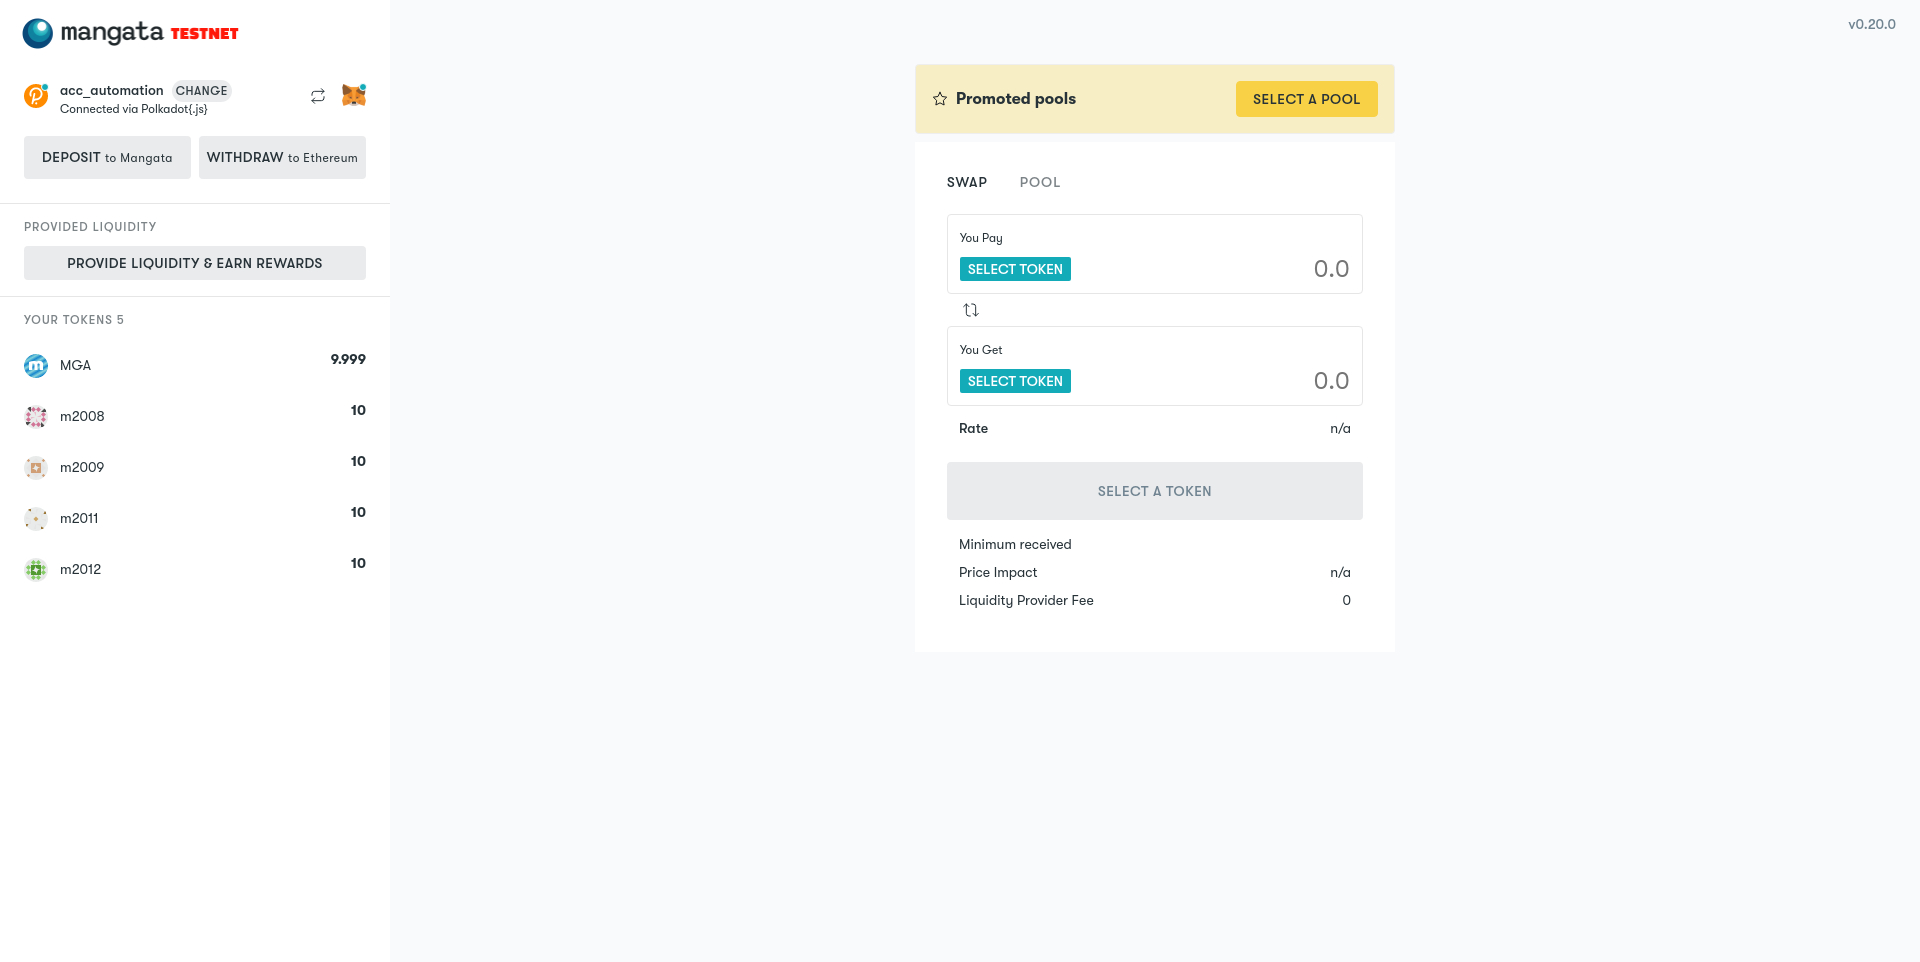 mangata TESTNET
v0.20.0
acc_automation CHANGE
Connected via Polkadot{.js}
DEPOSIT to Mangata
WITHDRAW to Ethereum
PROVIDED LIQUIDITY
PROVIDE LIQUIDITY & EARN REWARDS
YOUR TOKENS 5
MGA 9.999
m2008 10
m2009 10
m2011 10
m2012 10
Promoted pools
SELECT A POOL
SWAP POOL
You Pay
SELECT TOKEN 0.0
You Get
SELECT TOKEN 0.0
Rate n/a
SELECT A TOKEN
Minimum received
Price Impact n/a
Liquidity Provider Fee 0